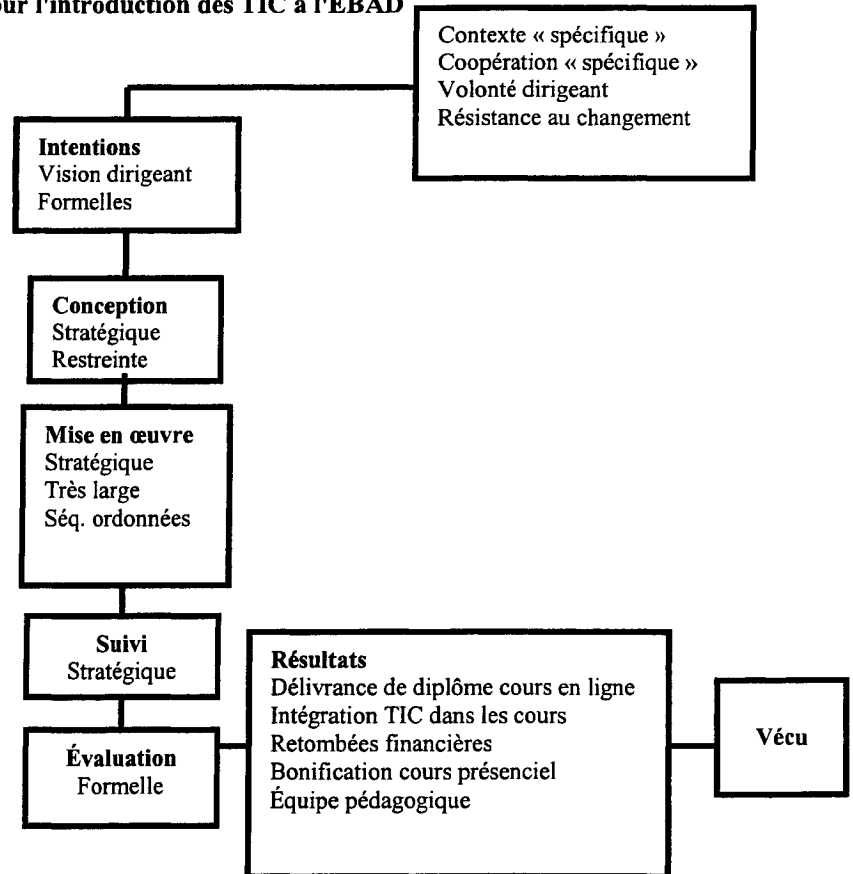 our l'introduction des TIC à l'EBAD
Contexte « spécifique »
Coopération « spécifique »
Volonté dirigeant
Résistance au changement
Intentions
Vision dirigeant
Formelles
Conception
Stratégique
Restreinte
Mise en œuvre
Stratégique
Très large
Séq. ordonnées
Suivi
Stratégique
Évaluation
Formelle
Résultats
Délivrance de diplôme cours en ligne
Intégration TIC dans les cours
Retombées financières
Bonification cours présenciel
Équipe pédagogique
Vécu